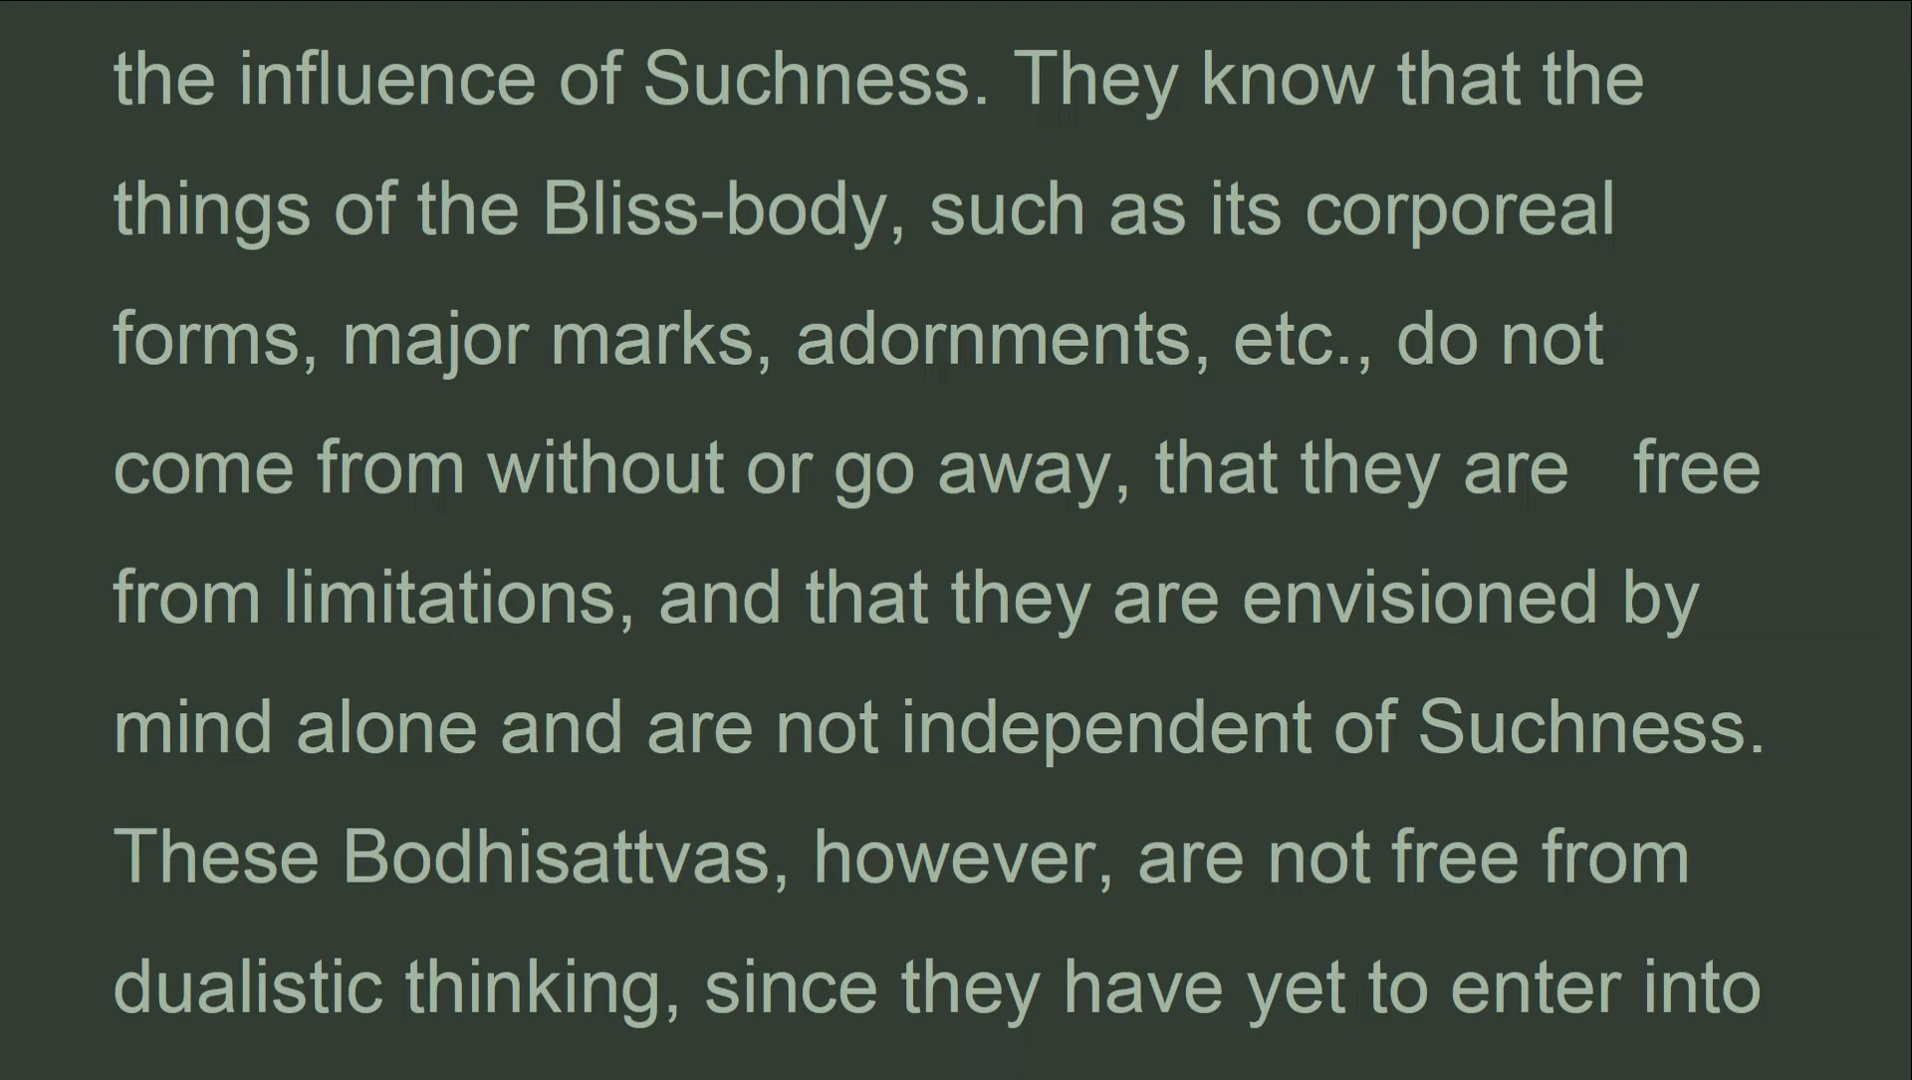 the influence of Suchness. They know that the
things of the Bliss-body, such as its corporeal
forms, major marks, adornments, etc., do not
come from without or go away, that they are   free
from limitations, and that they are envisioned by
mind alone and are not independent of Suchness.
These Bodhisattvas, however, are not free from
dualistic thinking, since they have yet to enter into